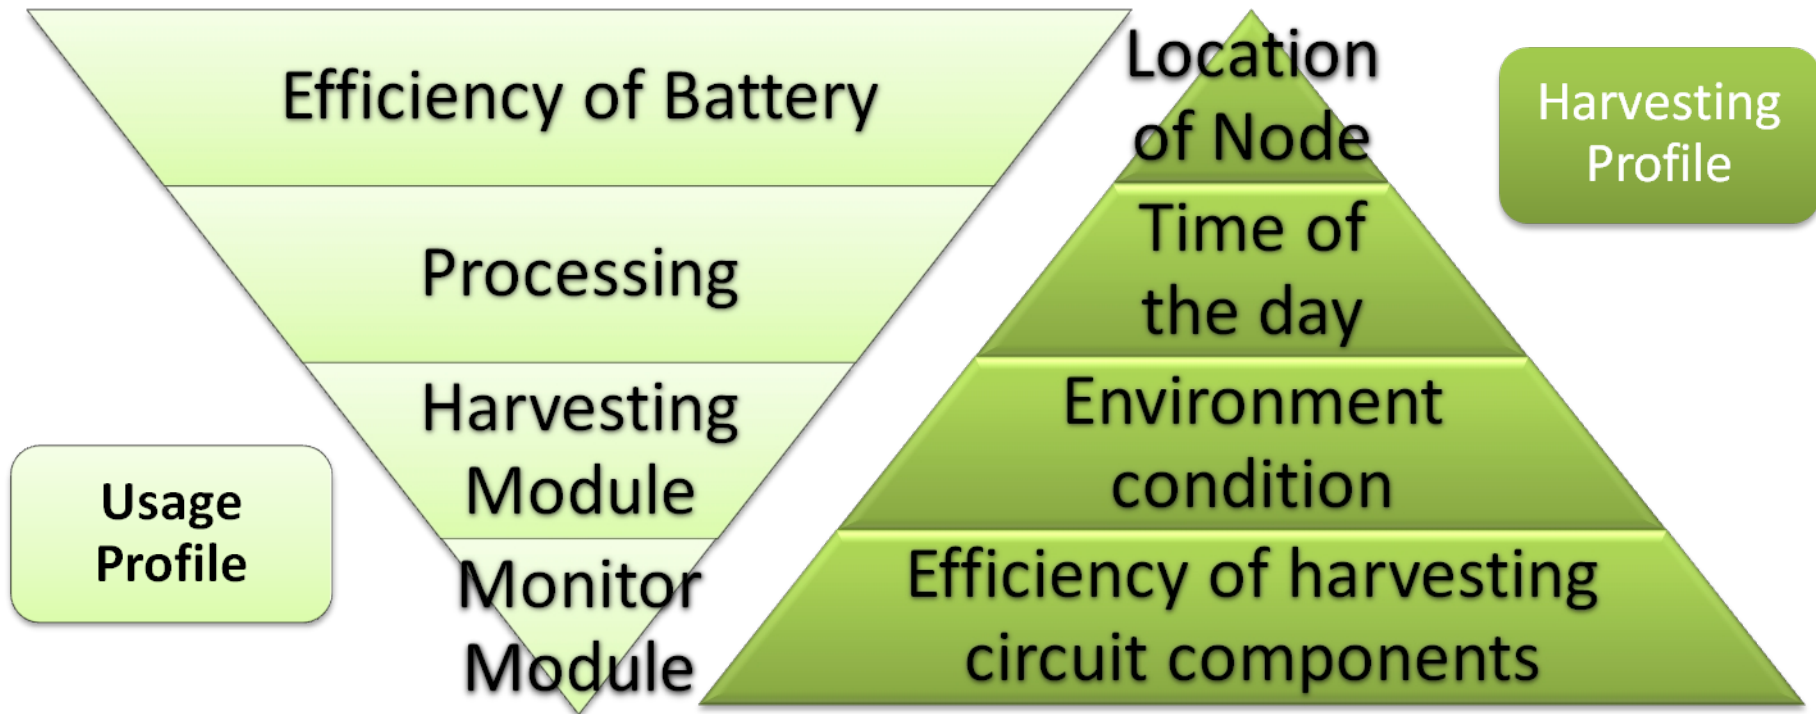 Efficiency of Battery
Processing
Harvesting
Module
Monitor
Module
Usage
Profile
Location
of Node
Time of
the day
Environment
condition
Efficiency of harvesting
circuit components
Harvesting
Profile